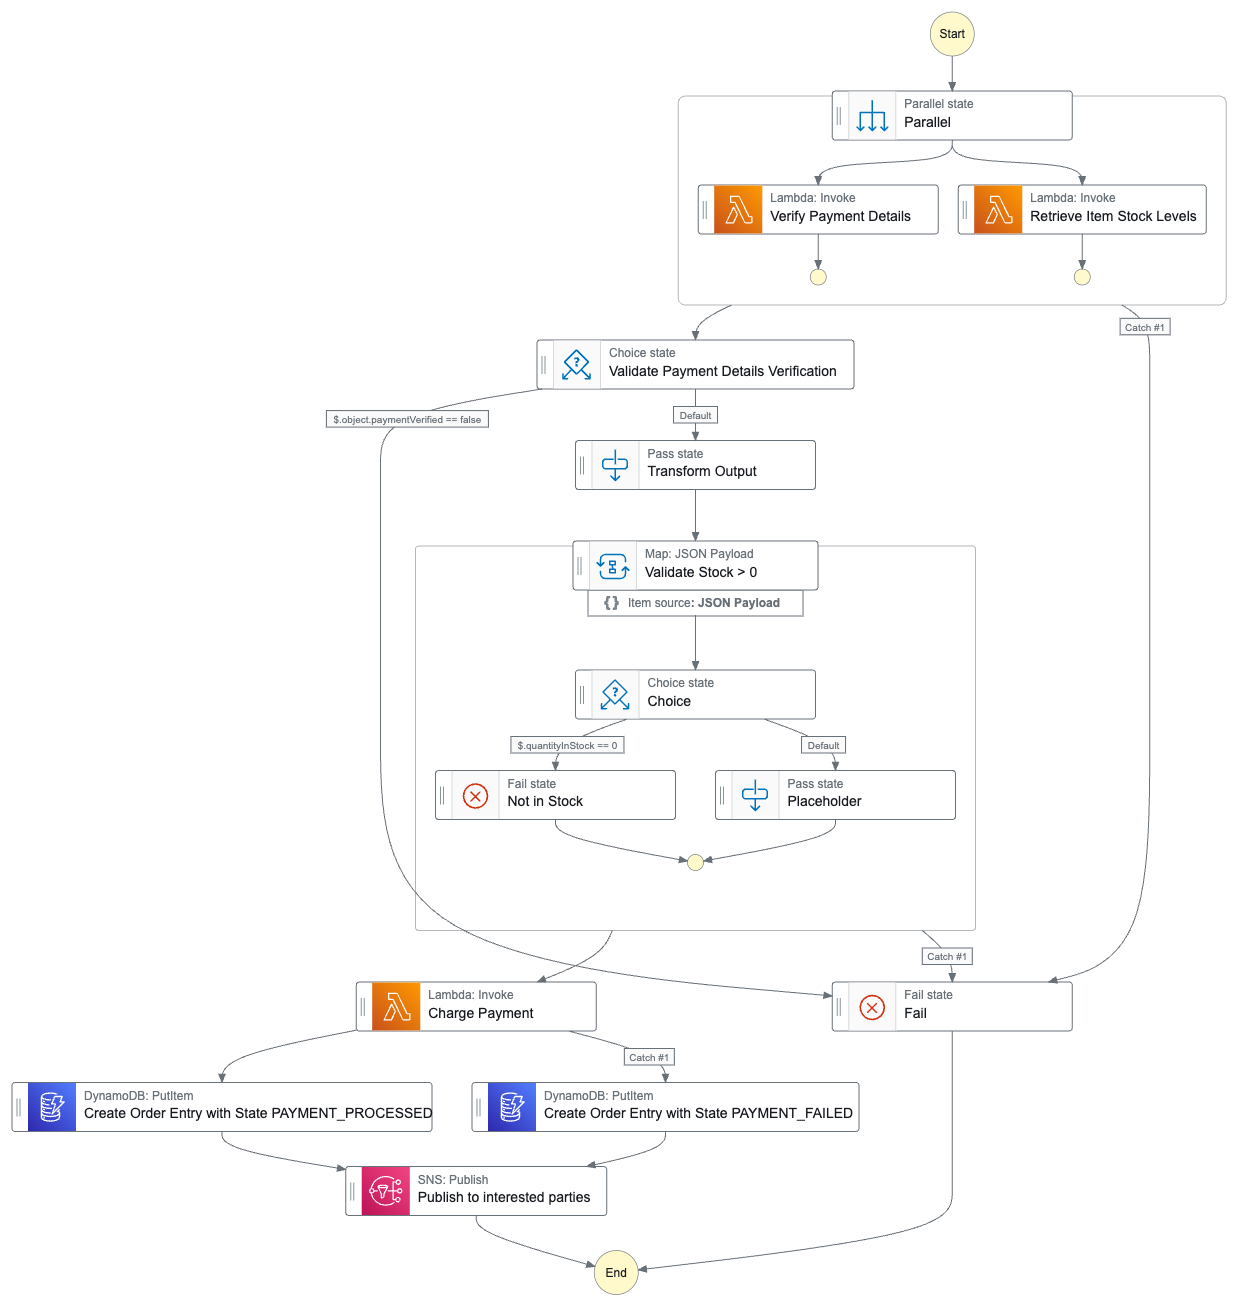 Start
Parallel state
Parallel
Lambda: Invoke
Verify Payment Details
Lambda: Invoke
Retrieve Item Stock Levels
Catch #1
Choice state
Validate Payment Details Verification
$.object.paymentVerified == false
Default
Pass state
Transform Output
Map: JSON Payload
Validate Stock > 0
{} Item source: JSON Payload
Choice state
Choice
$.quantityInStock == 0
Default
Fail state
Not in Stock
Pass state
Placeholder
Catch #1
Lambda: Invoke
Charge Payment
Fail state
Fail
Catch #1
DynamoDB: PutItem
Create Order Entry with State PAYMENT_PROCESSED
DynamoDB: PutItem
Create Order Entry with State PAYMENT_FAILED
SNS: Publish
Publish to interested parties
End